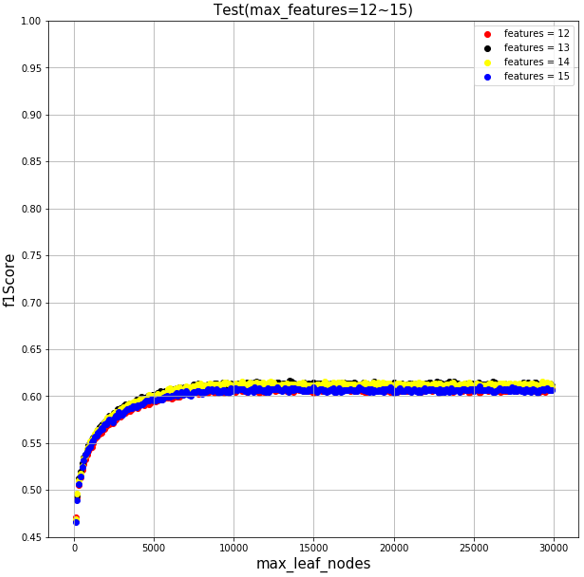 Test(max_features=12~15)
features = 12
features = 13
features = 14
features = 15
1.00
0.95
0.90
0.85
0.80
0.75
0.70
0.65
0.60
0.55
0.50
0.45
f1Score
0
5000
10000
15000
20000
25000
30000
max_leaf_nodes